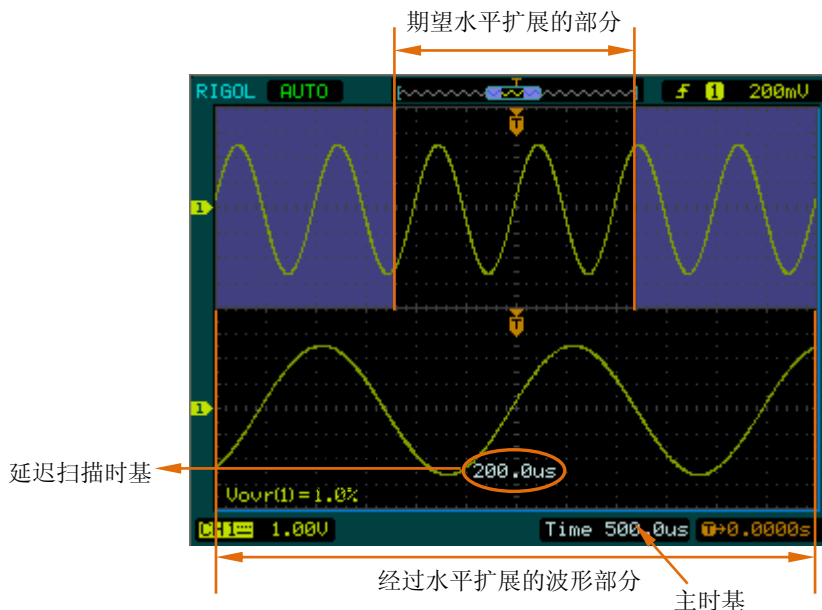 期望水平扩展的部分
RIGOL AUTO T 1 200mV
T
1
T
1
延迟扫描时基
200.0us
Vovr(1)=1.0%
CH1 1.00V Time 500.0us T→0.0000s
经过水平扩展的波形部分
主时基